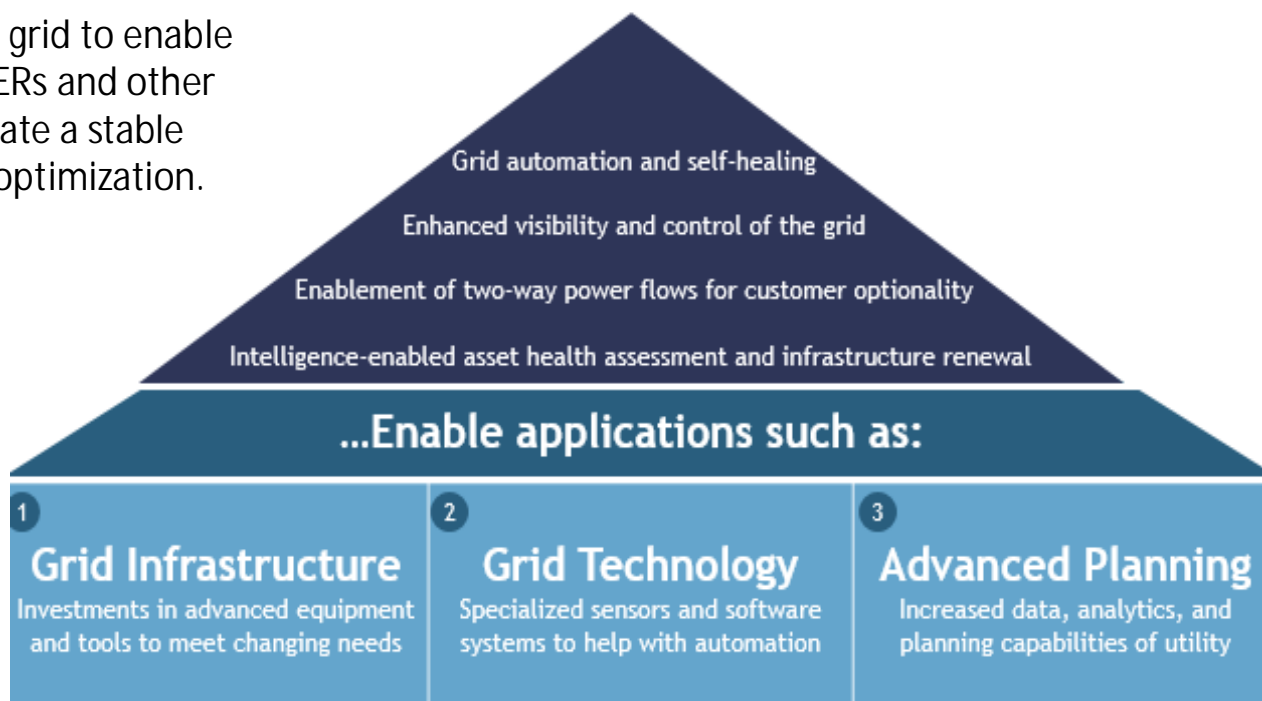 grid to enable
ERs and other
ate a stable
optimization.
Grid automation and self-healing
Enhanced visibility and control of the grid
Enablement of two-way power flows for customer optionality
Intelligence-enabled asset health assessment and infrastructure renewal
...Enable applications such as:
1
Grid Infrastructure
Investments in advanced equipment
and tools to meet changing needs
2
Grid Technology
Specialized sensors and software
systems to help with automation
3
Advanced Planning
Increased data, analytics, and
planning capabilities of utility